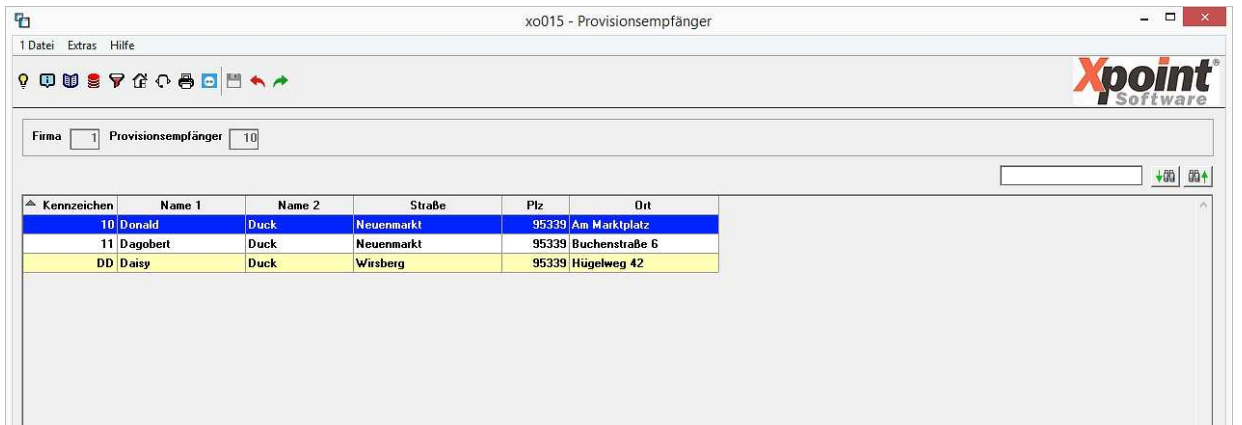 xo015 - Provisionsempfänger
1 Datei Extras Hilfe
Xpoint®
Software
Firma 1 Provisionsempfänger 10
Kennzeichen Name 1 Name 2 Straße Plz Ort
10 Donald Duck Neuenmarkt 95339 Am Marktplatz
11 Dagobert Duck Neuenmarkt 95339 Buchenstraße 6
DD Daisy Duck Wirsberg 95339 Hügelweg 42